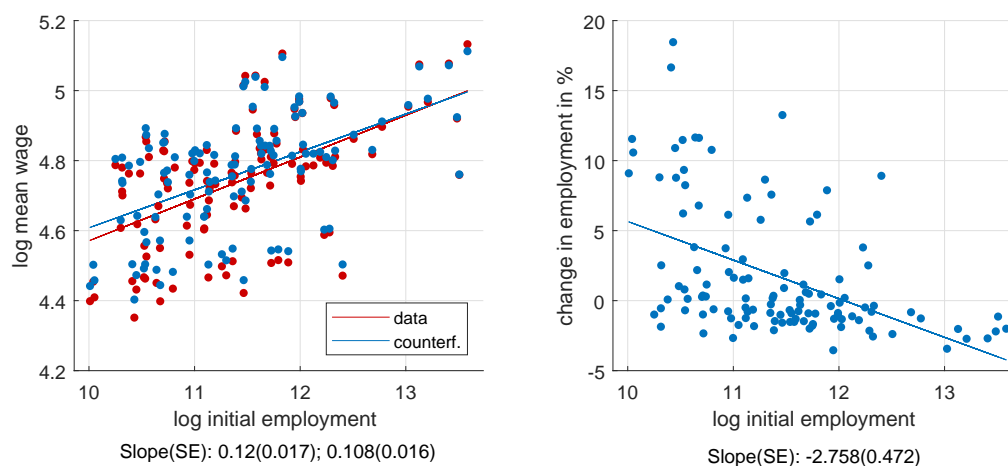 5.2
5
4.8
4.6
4.4
4.2
log mean wage
data
counterf.
10 11 12 13
log initial employment
Slope(SE): 0.12(0.017); 0.108(0.016)
20
15
10
5
0
-5
change in employment in %
10 11 12 13
log initial employment
Slope(SE): -2.758(0.472)